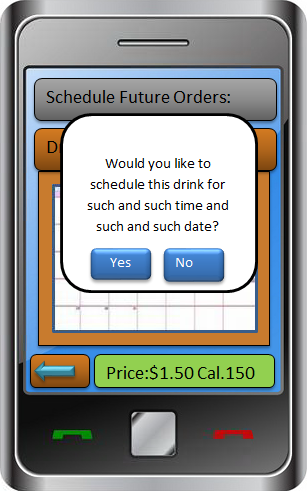 Schedule Future Orders:
D
Would you like to
schedule this drink for
such and such time and
such and such date?
Yes No
Price:$1.50 Cal.150